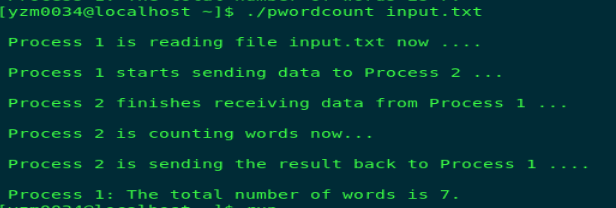 [yzm0034@localhost ~]$ ./pwordcount input.txt
Process 1 is reading file input.txt now ....
Process 1 starts sending data to Process 2 ...
Process 2 finishes receiving data from Process 1 ...
Process 2 is counting words now...
Process 2 is sending the result back to Process 1 ....
Process 1: The total number of words is 7.